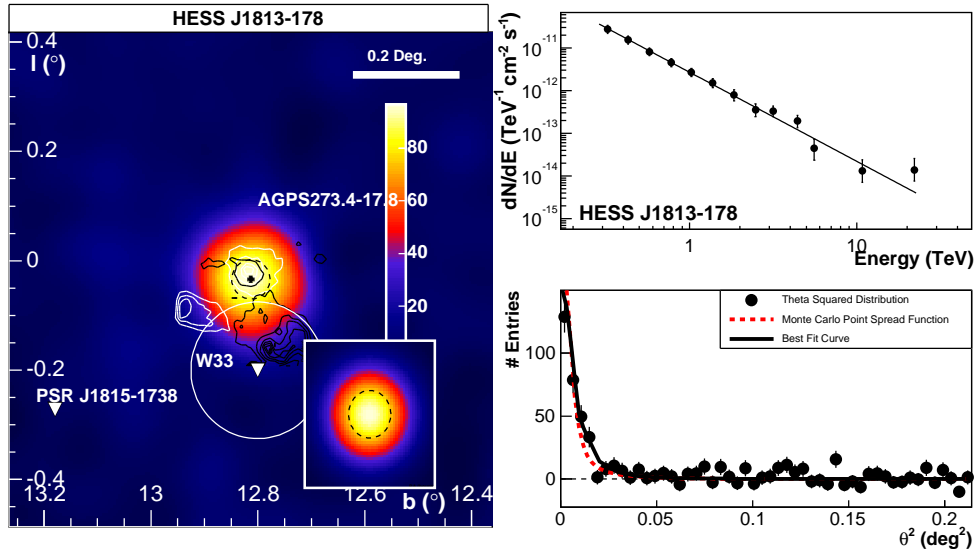 HESS J1813-178
0.4
l (°)
0.2 Deg.
0.2
80
AGPS273.4-17.8
60
0
40
20
-0.2
W33
PSR J1815-1738
-0.4
b (°)
13.2
13
12.8
12.6
12.4
dN/dE (TeV⁻¹ cm⁻² s⁻¹)
10⁻¹¹
10⁻¹²
10⁻¹³
10⁻¹⁴
10⁻¹⁵
HESS J1813-178
1
10
Energy (TeV)
# Entries
100
50
0
Theta Squared Distribution
Monte Carlo Point Spread Function
Best Fit Curve
0
0.05
0.1
0.15
0.2
θ² (deg²)